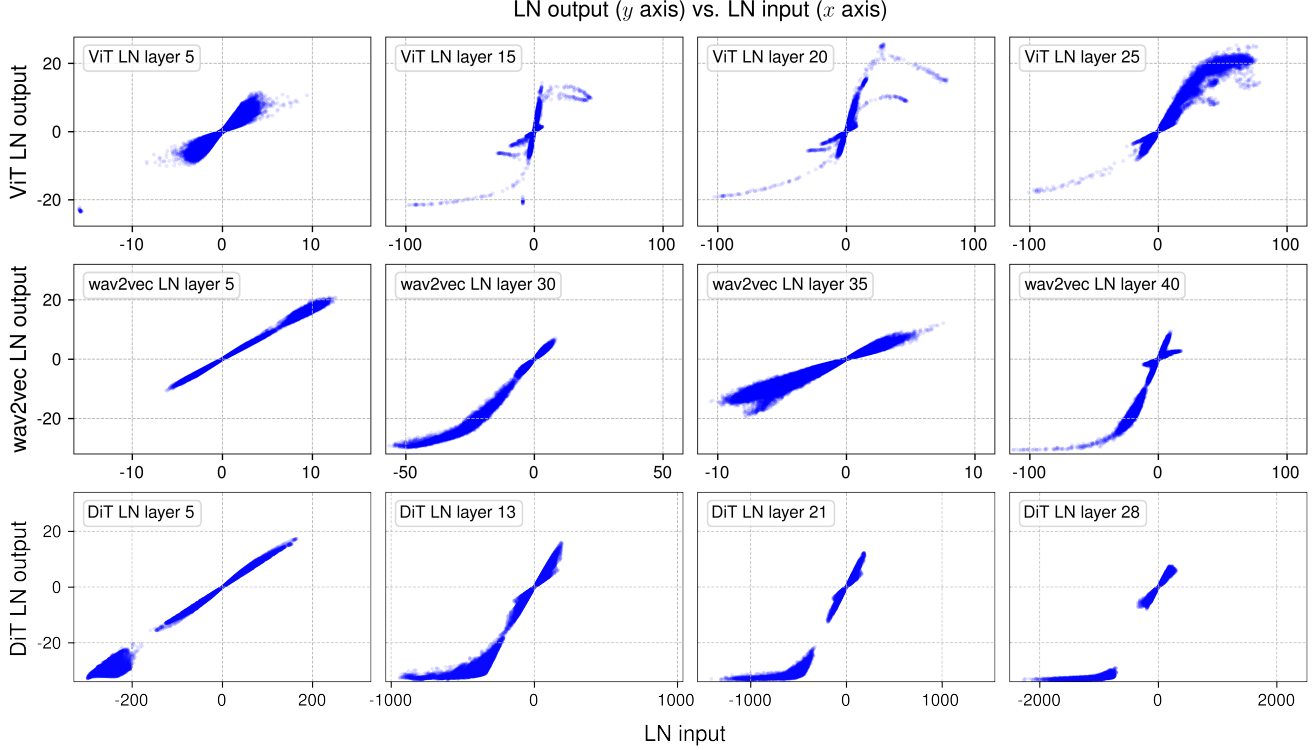 LN output (y axis) vs. LN input (x axis)
ViT LN output
20
0
-20
ViT LN layer 5
-10 0 10
ViT LN layer 15
-100 0 100
ViT LN layer 20
-100 0 100
ViT LN layer 25
-100 0 100
wav2vec LN output
20
0
-20
wav2vec LN layer 5
-10 0 10
wav2vec LN layer 30
-50 0 50
wav2vec LN layer 35
-10 0 10
wav2vec LN layer 40
-100 0 100
DiT LN output
20
0
-20
DiT LN layer 5
-200 0 200
DiT LN layer 13
-1000 0 1000
DiT LN layer 21
-1000 0 1000
DiT LN layer 28
-2000 0 2000
LN input